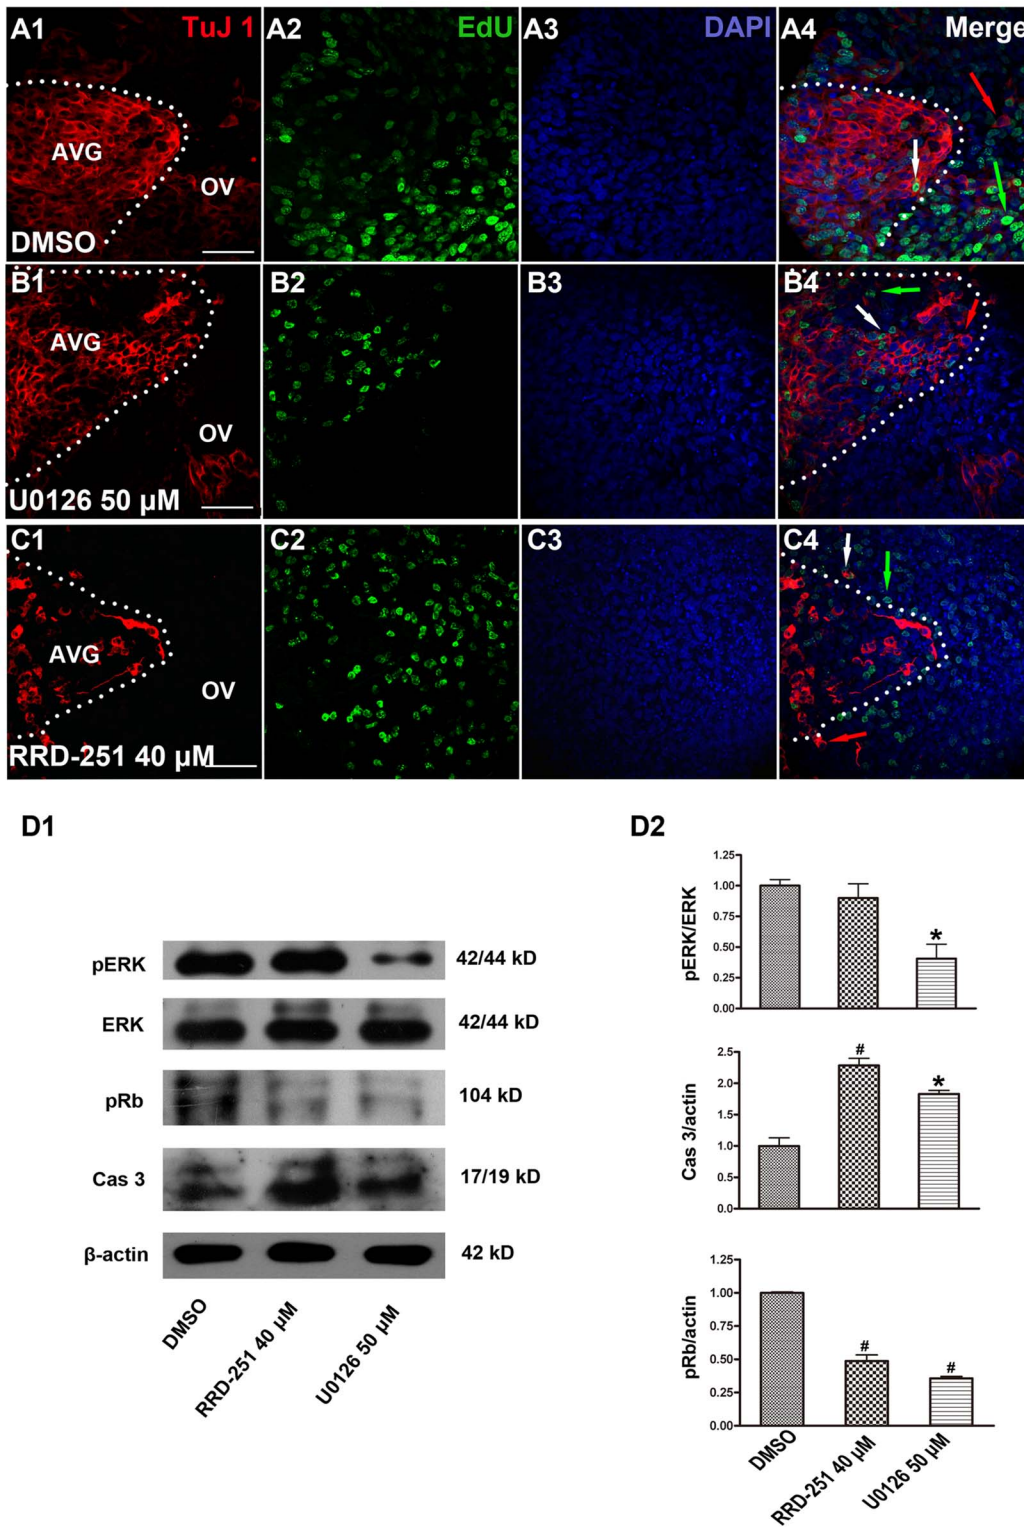 A1 TuJ 1 A2 EdU A3 DAPI A4 Merge
AVG
OV
DMSO
B1 B2 B3 B4
AVG
OV
U0126 50 µM
C1 C2 C3 C4
AVG
OV
RRD-251 40 µM
D1
pERK 42/44 kD
ERK 42/44 kD
pRb 104 kD
Cas 3 17/19 kD
β-actin 42 kD
DMSO
RRD-251 40 µM
U0126 50 µM
D2
pERK/ERK
1.25
1.00
0.75
0.50
0.25
0.00
*
Cas 3/actin
2.5
2.0
1.5
1.0
0.5
0.0
#
*
pRb/actin
1.00
0.75
0.50
0.25
0.00
#
#
DMSO
RRD-251 40 µM
U0126 50 µM